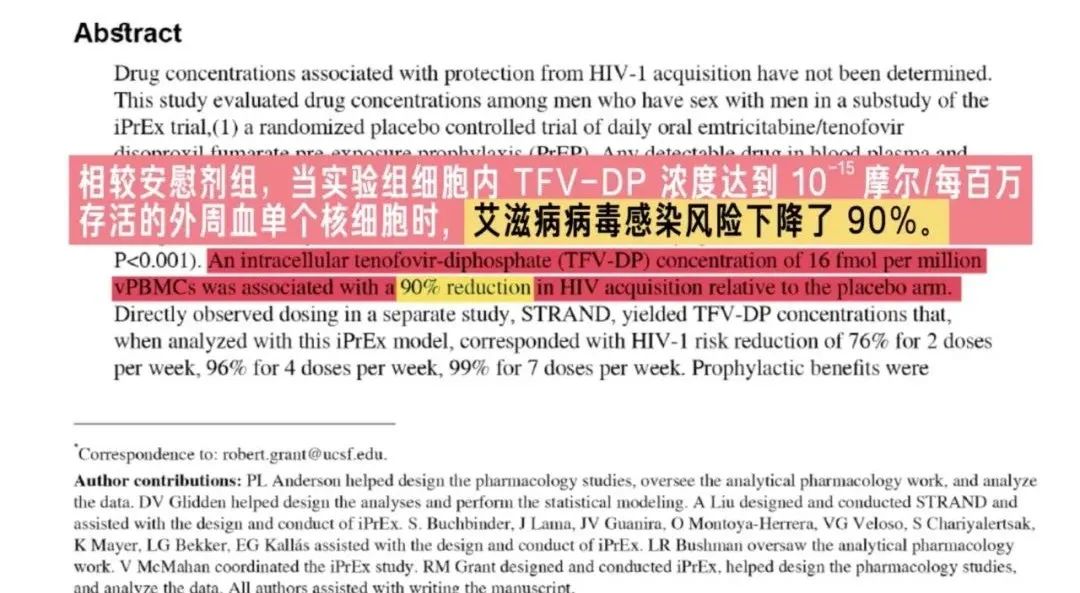 Abstract
Drug concentrations associated with protection from HIV-1 acquisition have not been determined.
This study evaluated drug concentrations among men who have sex with men in a substudy of the
iPrEx trial,(1) a randomized placebo controlled trial of daily oral emtricitabine/tenofovir
disoproxil fumarate pre-exposure prophylaxis (PrEP). Any detectable drug in blood plasma and
相较安慰剂组，当实验组细胞内 TFV-DP 浓度达到 10⁻¹⁵ 摩尔/每百万
存活的外周血单个核细胞时，艾滋病病毒感染风险下降了 90%。
P<0.001). An intracellular tenofovir-diphosphate (TFV-DP) concentration of 16 fmol per million
vPBMCs was associated with a 90% reduction in HIV acquisition relative to the placebo arm.
Directly observed dosing in a separate study, STRAND, yielded TFV-DP concentrations that,
when analyzed with this iPrEx model, corresponded with HIV-1 risk reduction of 76% for 2 doses
per week, 96% for 4 doses per week, 99% for 7 doses per week. Prophylactic benefits were
*Correspondence to: robert.grant@ucsf.edu.
Author contributions: PL Anderson helped design the pharmacology studies, oversee the analytical pharmacology work, and analyze
the data. DV Glidden helped design the analyses and perform the statistical modeling. A Liu designed and conducted STRAND and
assisted with the design and conduct of iPrEx. S. Buchbinder, J Lama, JV Guanira, O Montoya-Herrera, VG Veloso, S Chariyalertsak,
K Mayer, LG Bekker, EG Kallás assisted with the design and conduct of iPrEx. LR Bushman oversaw the analytical pharmacology
work. V McMahan coordinated the iPrEx study. RM Grant designed and conducted iPrEx, helped design the pharmacology studies,
and analyze the data. All authors assisted with writing the manuscript.